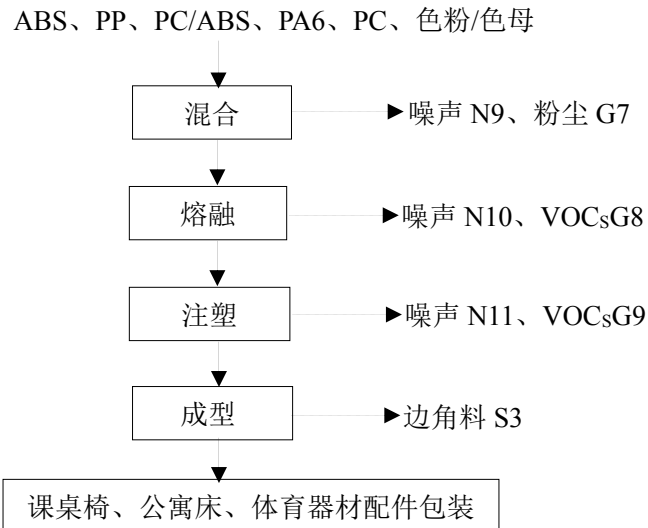 ABS、PP、PC/ABS、PA6、PC、色粉/色母
混合
噪声 N9、粉尘 G7
熔融
噪声 N10、VOCsG8
注塑
噪声 N11、VOCsG9
成型
边角料 S3
课桌椅、公寓床、体育器材配件包装